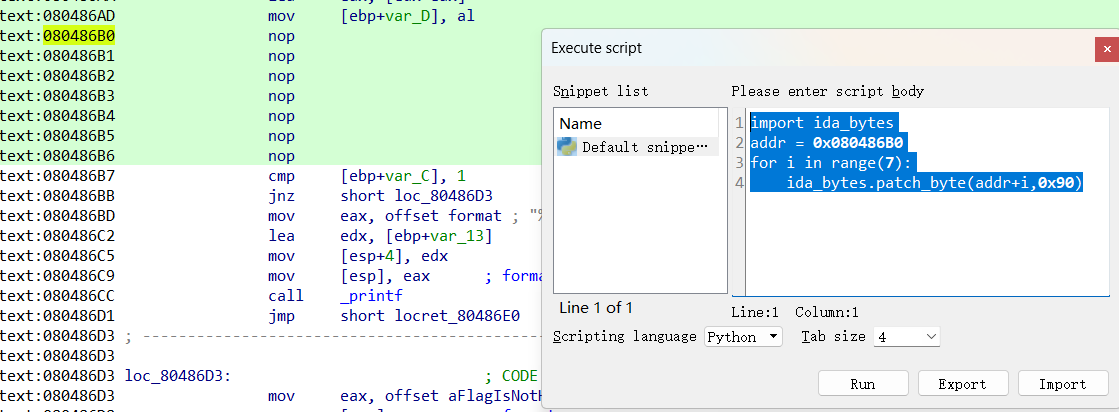 text:080486AD mov [ebp+var_D], al
text:080486B0 nop
text:080486B1 nop
text:080486B2 nop
text:080486B3 nop
text:080486B4 nop
text:080486B5 nop
text:080486B6 nop
text:080486B7 cmp [ebp+var_C], 1
text:080486BB jnz short loc_80486D3
text:080486BD mov eax, offset format ; "%
text:080486C2 lea edx, [ebp+var_13]
text:080486C5 mov [esp+4], edx
text:080486C9 mov [esp], eax ; forma
text:080486CC call _printf
text:080486D1 jmp short locret_80486E0
text:080486D3 ; ------------------------------------------
text:080486D3
text:080486D3 loc_80486D3: ; CODE
text:080486D3 mov eax, offset aFlagIsNotH
Execute script
Snippet list
Name
Default snippe…
Line 1 of 1
Please enter script body
1 import ida_bytes
2 addr = 0x080486B0
3 for i in range(7):
4     ida_bytes.patch_byte(addr+i,0x90)
Line:1 Column:1
Scripting language Python Tab size 4
Run Export Import